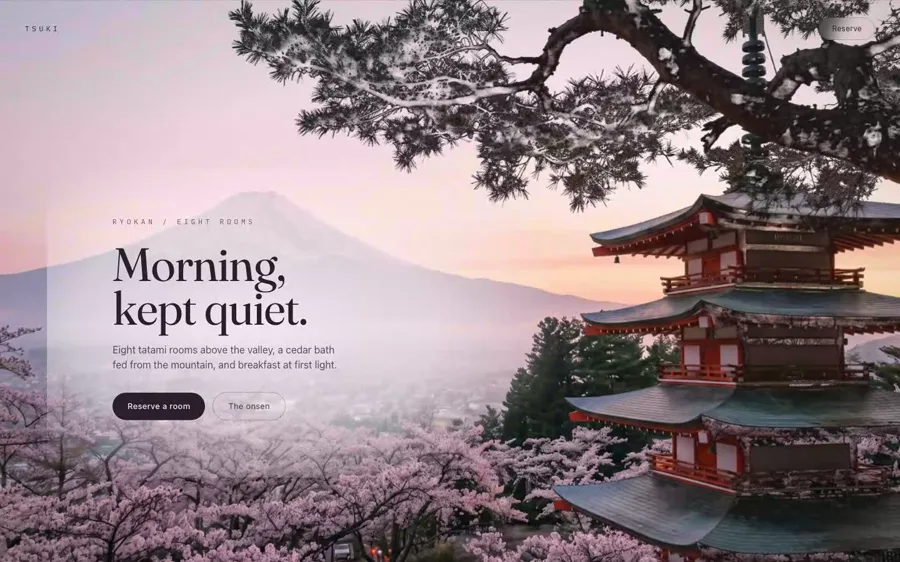 TSUKI
Reserve
RYOKAN / EIGHT ROOMS
Morning,
kept quiet.
Eight tatami rooms above the valley, a cedar bath
fed from the mountain, and breakfast at first light.
Reserve a room
The onsen